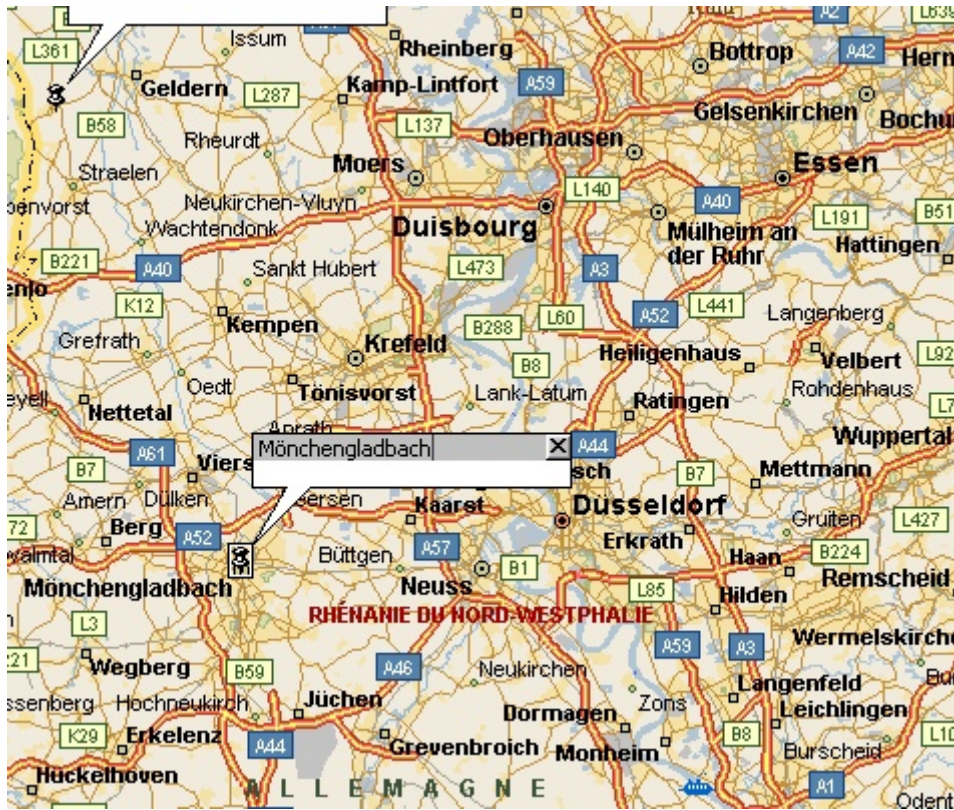 L361
Issum
Rheinberg
A2
Bottrop
A42
Geldern
L287
Kamp-Lintfort
A59
Gelsenkirchen
B58
L137
Oberhausen
Rheurdt
Moers
Essen
Straelen
L140
Neukirchen-Vluyn
A40
Wachtendonk
Duisbourg
Mülheim an
der Ruhr
L191
B51
Hattingen
B221
A40
Sankt Hubert
L473
A3
K12
Kempen
B288
L60
A52
L441
Langenberg
Grefrath
Krefeld
B8
Heiligenhaus
Velbert
Oedt
Tönisvorst
Lank-Latum
Rohdenhaus
Nettetal
Ratingen
Mönchengladbach
A44
Wuppertal
A61
B7
B7
Mettmann
Amern
Dülken
Kaarst
Düsseldorf
Gruiten
L427
Berg
A52
Büttgen
A57
Erkrath
Haan
B224
Mönchengladbach
Neuss
B1
L85
Hilden
Remscheid
RHÉNANIE DU NORD-WESTPHALIE
L3
A59
A3
Wegberg
B59
A46
Neukirchen
Langenfeld
Hochneukirch
Jüchen
Dormagen
Zons
Leichlingen
K29
Erkelenz
A44
Grevenbroich
Monheim
B8
Burscheid
Hückelhoven
ALLEMAGNE
A1